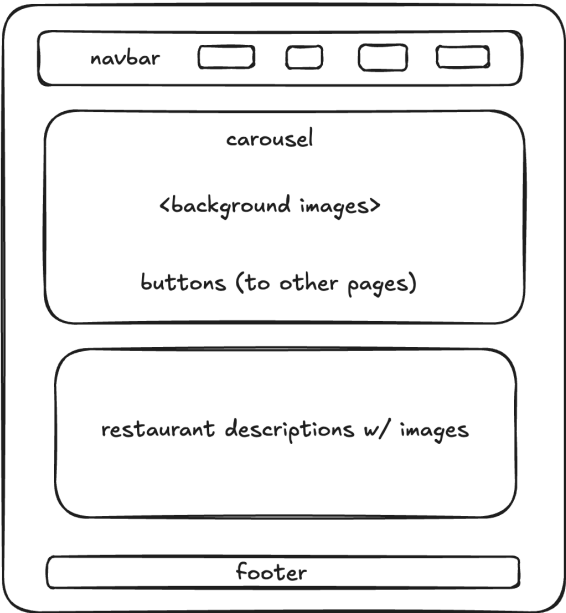 navbar
carousel
<background images>
buttons (to other pages)
restaurant descriptions w/ images
footer